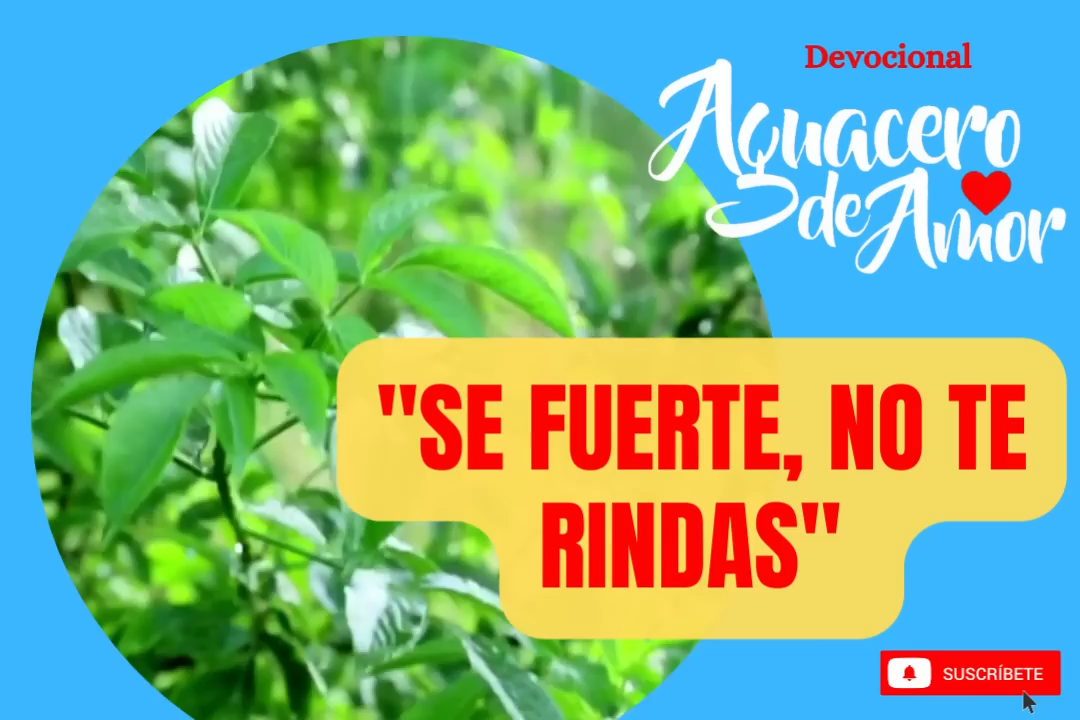 Devocional
Aguacero
de Amor
"SE FUERTE, NO TE
RINDAS"
SUSCRÍBETE